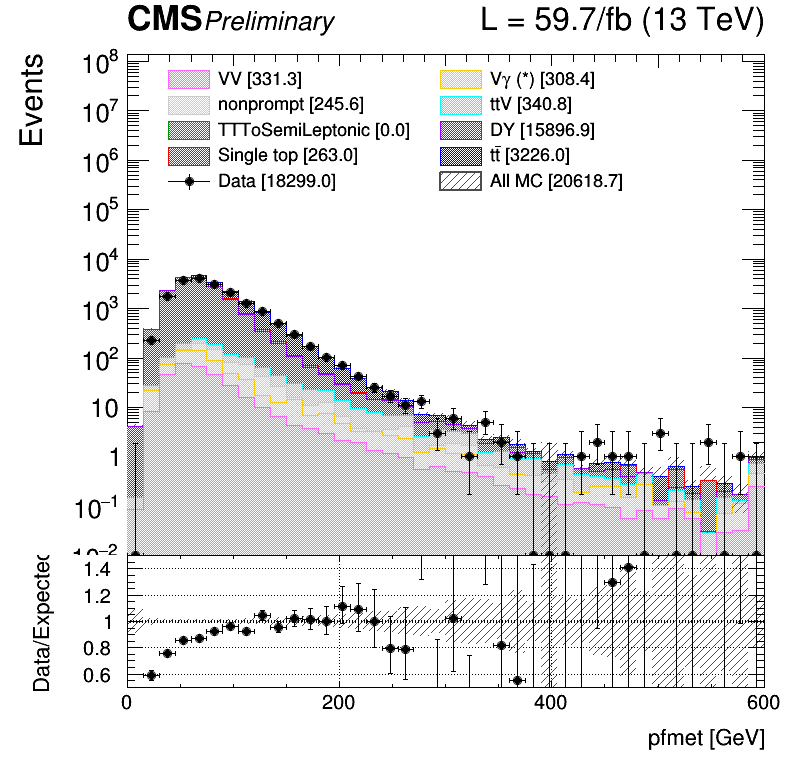 CMS Preliminary L = 59.7/fb (13 TeV)
Events
10^8
10^7
10^6
10^5
10^4
10^3
10^2
10
1
10^−1
10^−2
VV [331.3] Vγ (*) [308.4]
nonprompt [245.6] ttV [340.8]
TTToSemiLeptonic [0.0] DY [15896.9]
Single top [263.0] tt̄ [3226.0]
Data [18299.0] All MC [20618.7]
Data/Expected
1.4
1.2
1
0.8
0.6
0 200 400 600
pfmet [GeV]